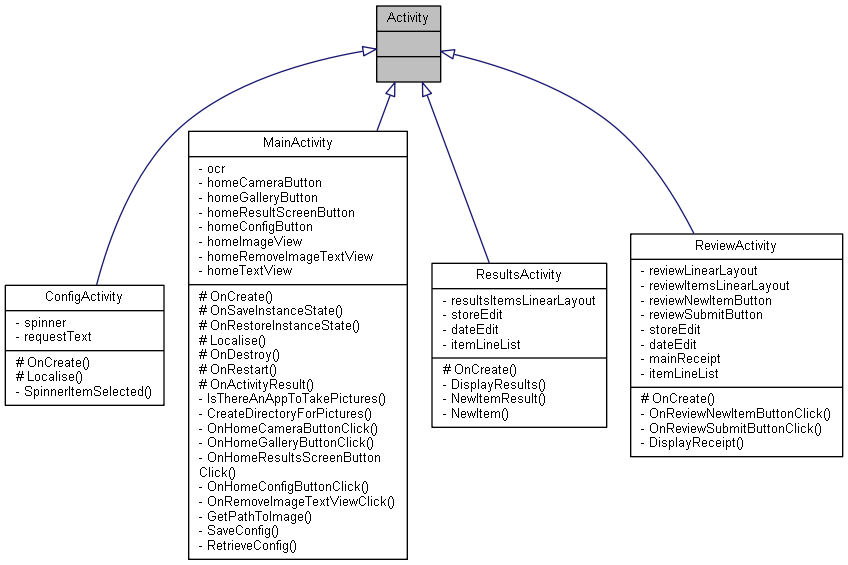 Activity
MainActivity
- ocr
- homeCameraButton
- homeGalleryButton
- homeResultScreenButton
- homeConfigButton
- homeImageView
- homeRemoveImageTextView
- homeTextView
# OnCreate()
# OnSaveInstanceState()
# OnRestoreInstanceState()
# Localise()
# OnDestroy()
# OnRestart()
# OnActivityResult()
- IsThereAnAppToTakePictures()
- CreateDirectoryForPictures()
- OnHomeCameraButtonClick()
- OnHomeGalleryButtonClick()
- OnHomeResultsScreenButton
Click()
- OnHomeConfigButtonClick()
- OnRemoveImageTextViewClick()
- GetPathToImage()
- SaveConfig()
- RetrieveConfig()
ConfigActivity
- spinner
- requestText
# OnCreate()
# Localise()
- SpinnerItemSelected()
ResultsActivity
- resultsItemsLinearLayout
- storeEdit
- dateEdit
- itemLineList
# OnCreate()
- DisplayResults()
- NewItemResult()
- NewItem()
ReviewActivity
- reviewLinearLayout
- reviewItemsLinearLayout
- reviewNewItemButton
- reviewSubmitButton
- storeEdit
- dateEdit
- mainReceipt
- itemLineList
# OnCreate()
- OnReviewNewItemButtonClick()
- OnReviewSubmitButtonClick()
- DisplayReceipt()